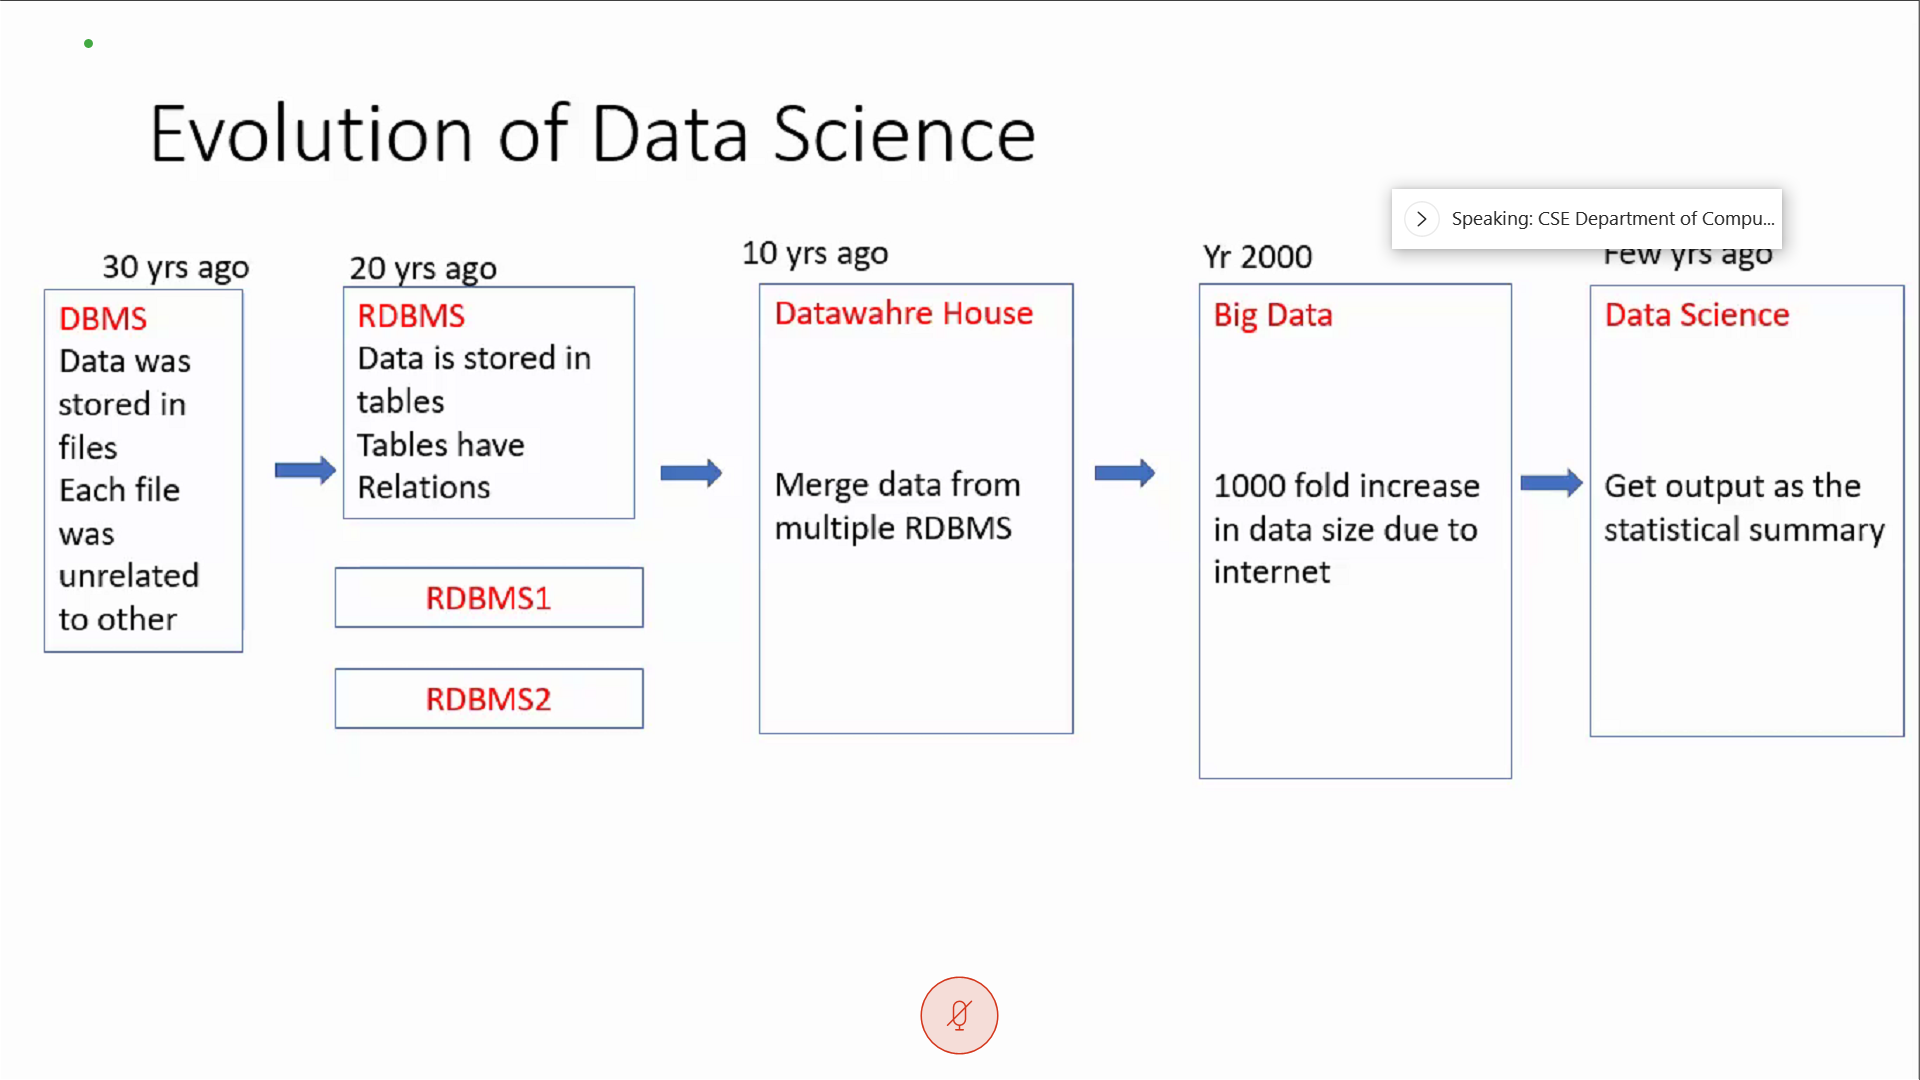 Evolution of Data Science
Speaking: CSE Department of Compu...
30 yrs ago
DBMS
Data was
stored in
files
Each file
was
unrelated
to other
20 yrs ago
RDBMS
Data is stored in
tables
Tables have
Relations
RDBMS1
RDBMS2
10 yrs ago
Datawahre House
Merge data from
multiple RDBMS
Yr 2000
Big Data
1000 fold increase
in data size due to
internet
Few yrs ago
Data Science
Get output as the
statistical summary